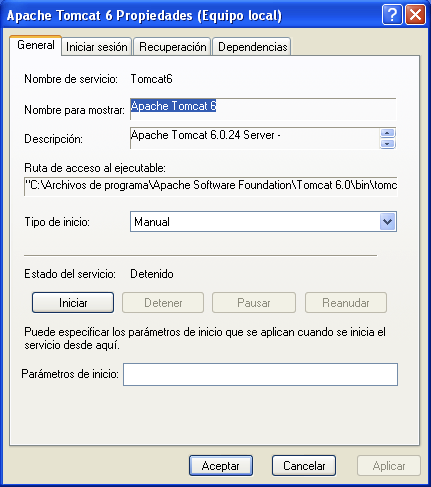 Apache Tomcat 6 Propiedades (Equipo local)
General Iniciar sesión Recuperación Dependencias
Nombre de servicio: Tomcat6
Nombre para mostrar: Apache Tomcat 6
Descripción: Apache Tomcat 6.0.24 Server -
Ruta de acceso al ejecutable:
"C:\Archivos de programa\Apache Software Foundation\Tomcat 6.0\bin\tomc
Tipo de inicio: Manual
Estado del servicio: Detenido
Iniciar Detener Pausar Reanudar
Puede especificar los parámetros de inicio que se aplican cuando se inicia el
servicio desde aquí.
Parámetros de inicio:
Aceptar Cancelar Aplicar